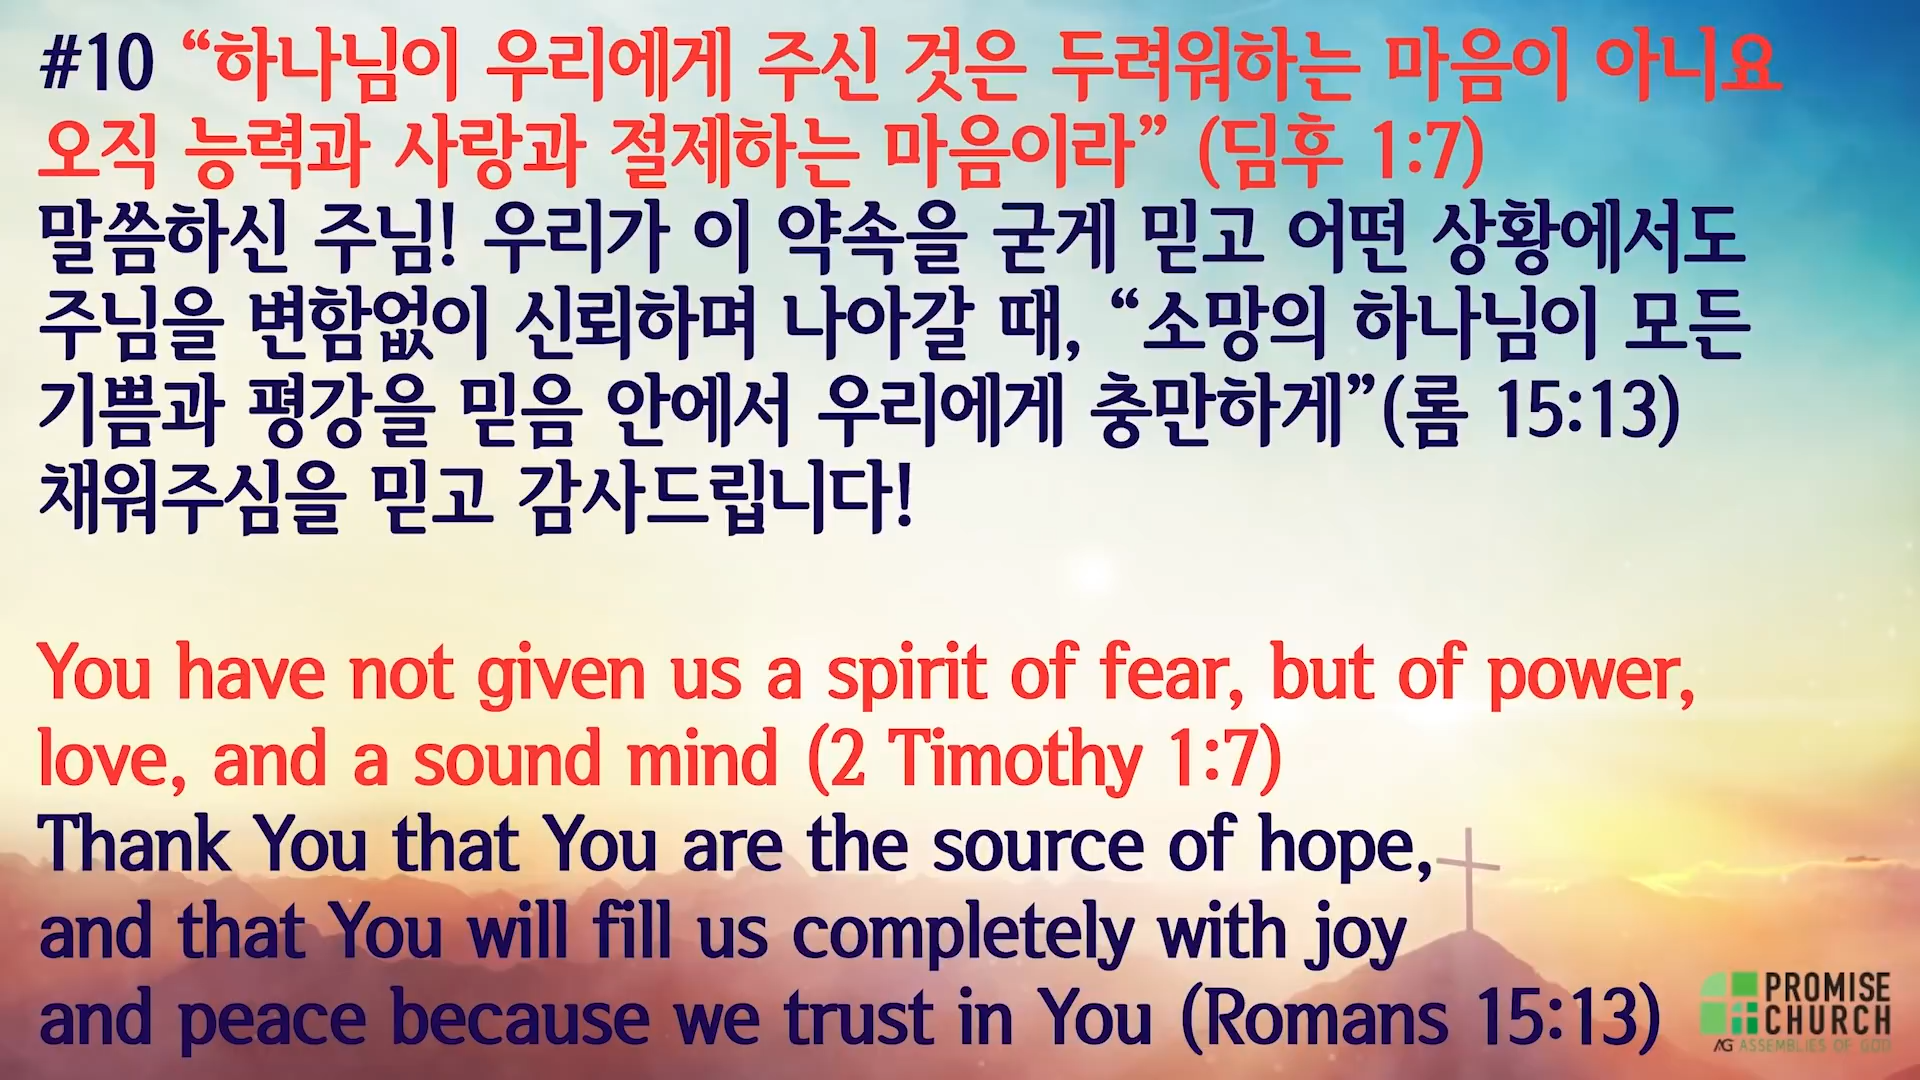 #10 “하나님이 우리에게 주신 것은 두려워하는 마음이 아니요
오직 능력과 사랑과 절제하는 마음이라” (딤후 1:7)
말씀하신 주님! 우리가 이 약속을 굳게 믿고 어떤 상황에서도
주님을 변함없이 신뢰하며 나아갈 때, “소망의 하나님이 모든
기쁨과 평강을 믿음 안에서 우리에게 충만하게”(롬 15:13)
채워주심을 믿고 감사드립니다!
You have not given us a spirit of fear, but of power,
love, and a sound mind (2 Timothy 1:7)
Thank You that You are the source of hope,
and that You will fill us completely with joy
and peace because we trust in You (Romans 15:13)
PROMISE
CHURCH
AG ASSEMBLIES OF GOD